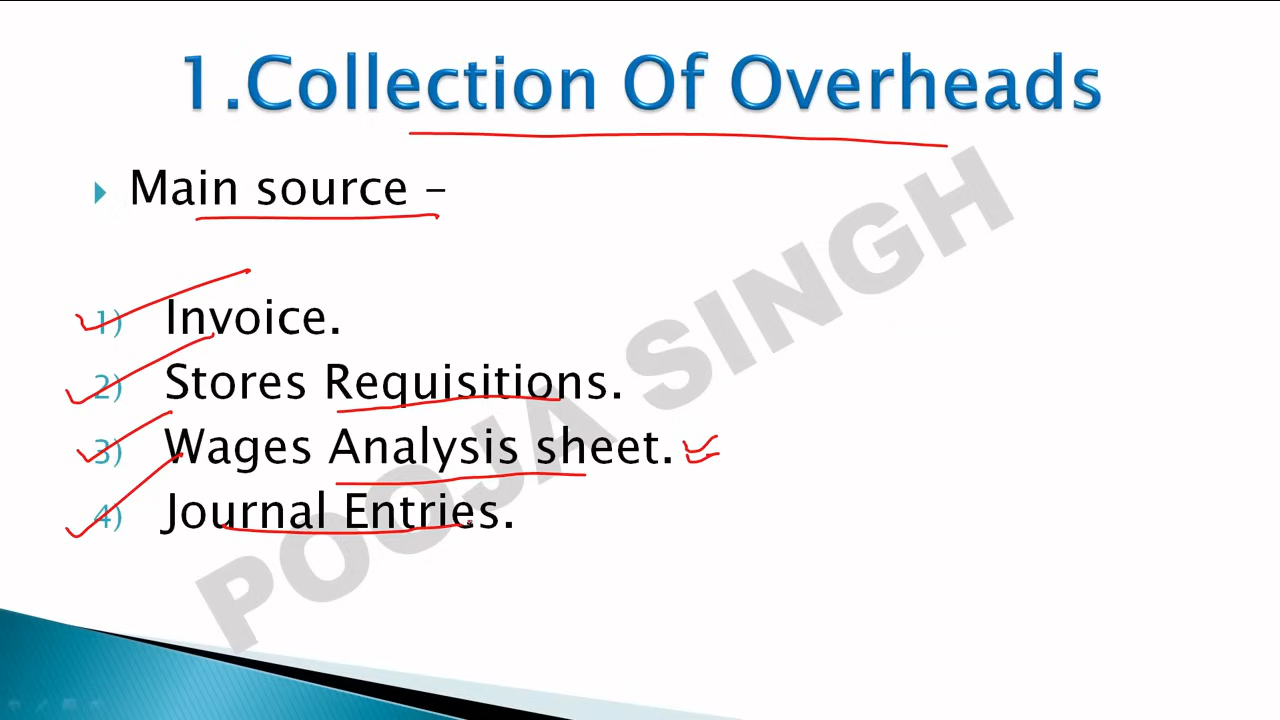 1.Collection Of Overheads
Main source –
1) Invoice.
2) Stores Requisitions.
3) Wages Analysis sheet.
4) Journal Entries.
POOJA SINGH